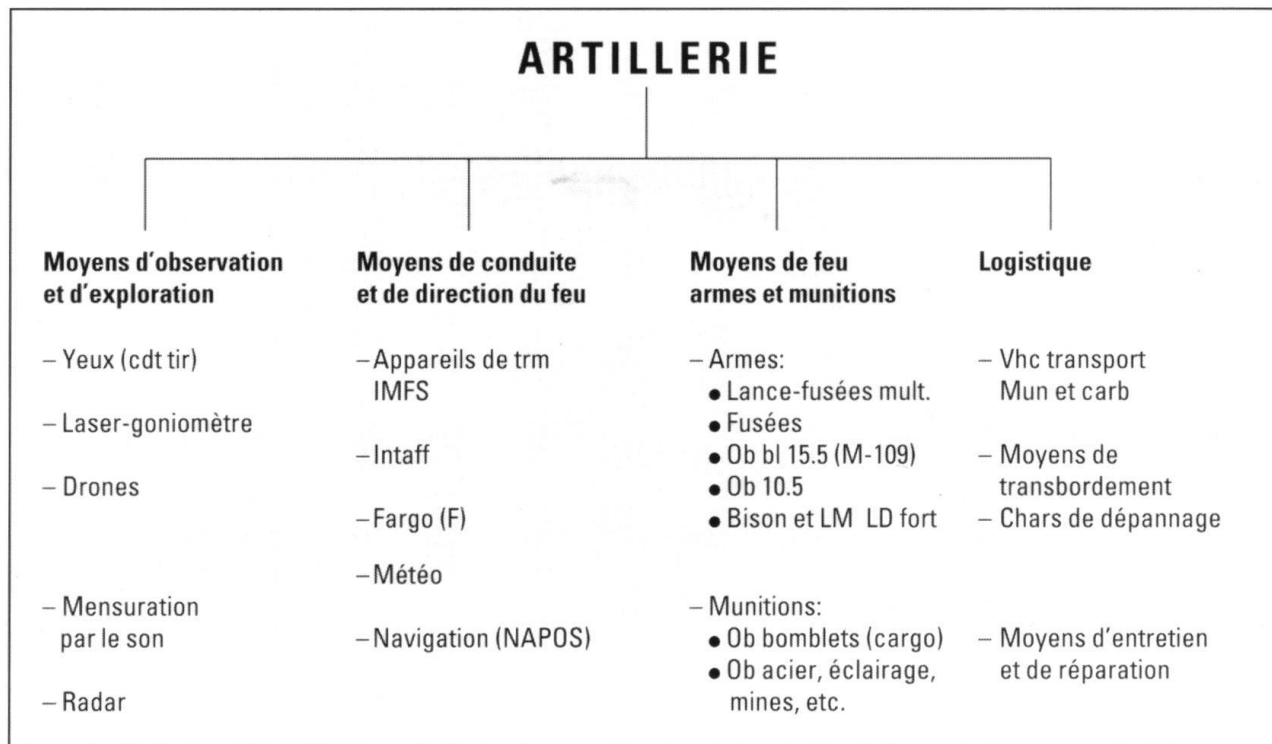 ARTILLERIE
Moyens d'observation
et d'exploration
– Yeux (cdt tir)
– Laser-goniomètre
– Drones
– Mensuration
par le son
– Radar
Moyens de conduite
et de direction du feu
– Appareils de trm
IMFS
– Intaff
– Fargo (F)
– Météo
– Navigation (NAPOS)
Moyens de feu
armes et munitions
– Armes:
● Lance-fusées mult.
● Fusées
● Ob bl 15.5 (M-109)
● Ob 10.5
● Bison et LM LD fort
– Munitions:
● Ob bomblets (cargo)
● Ob acier, éclairage,
mines, etc.
Logistique
– Vhc transport
Mun et carb
– Moyens de
transbordement
– Chars de dépannage
– Moyens d'entretien
et de réparation